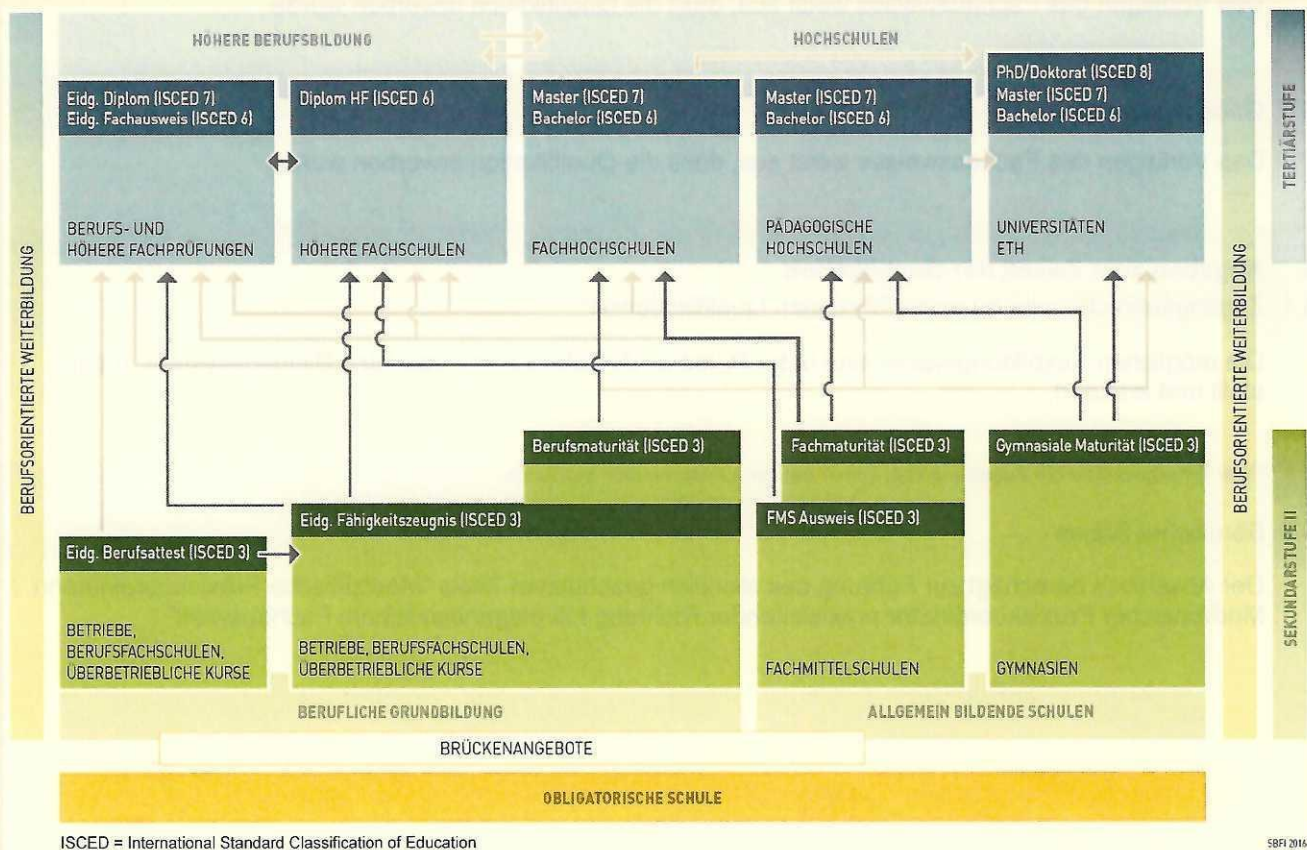 HÖHERE BERUFSBILDUNG
HOCHSCHULEN
Eidg. Diplom (ISCED 7)
Eidg. Fachausweis (ISCED 6)
BERUFS- UND
HÖHERE FACHPRÜFUNGEN
Diplom HF (ISCED 6)
HÖHERE FACHSCHULEN
Master (ISCED 7)
Bachelor (ISCED 6)
FACHHOCHSCHULEN
Master (ISCED 7)
Bachelor (ISCED 6)
PÄDAGOGISCHE
HOCHSCHULEN
PhD/Doktorat (ISCED 8)
Master (ISCED 7)
Bachelor (ISCED 6)
UNIVERSITÄTEN
ETH
TERTIÄRSTUFE
BERUFSORIENTIERTE WEITERBILDUNG
BERUFSORIENTIERTE WEITERBILDUNG
Berufsmaturität (ISCED 3)
Fachmaturität (ISCED 3)
Gymnasiale Maturität (ISCED 3)
Eidg. Fähigkeitszeugnis (ISCED 3)
FMS Ausweis (ISCED 3)
Eidg. Berufsattest (ISCED 3)
BETRIEBE,
BERUFSFACHSCHULEN,
ÜBERBETRIEBLICHE KURSE
BETRIEBE, BERUFSFACHSCHULEN,
ÜBERBETRIEBLICHE KURSE
FACHMITTELSCHULEN
GYMNASIEN
SEKUNDARSTUFE II
BERUFLICHE GRUNDBILDUNG
ALLGEMEIN BILDENDE SCHULEN
BRÜCKENANGEBOTE
OBLIGATORISCHE SCHULE
ISCED = International Standard Classification of Education
SBFI 2016